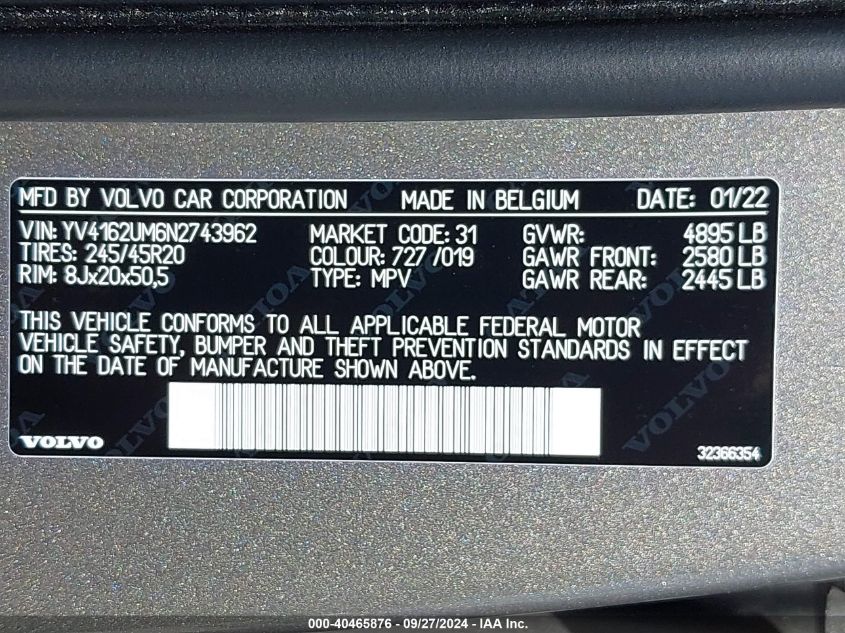 MFD BY VOLVO CAR CORPORATION MADE IN BELGIUM DATE: 01/22
VIN: YV4162UM6N2743962 MARKET CODE: 31 GVWR: 4895 LB
TIRES: 245/45R20 COLOUR: 727 /019 GAWR FRONT: 2580 LB
RIM: 8Jx20x50,5 TYPE: MPV GAWR REAR: 2445 LB
THIS VEHICLE CONFORMS TO ALL APPLICABLE FEDERAL MOTOR
VEHICLE SAFETY, BUMPER AND THEFT PREVENTION STANDARDS IN EFFECT
ON THE DATE OF MANUFACTURE SHOWN ABOVE.
VOLVO
32366354
000-40465876 - 09/27/2024 - IAA Inc.